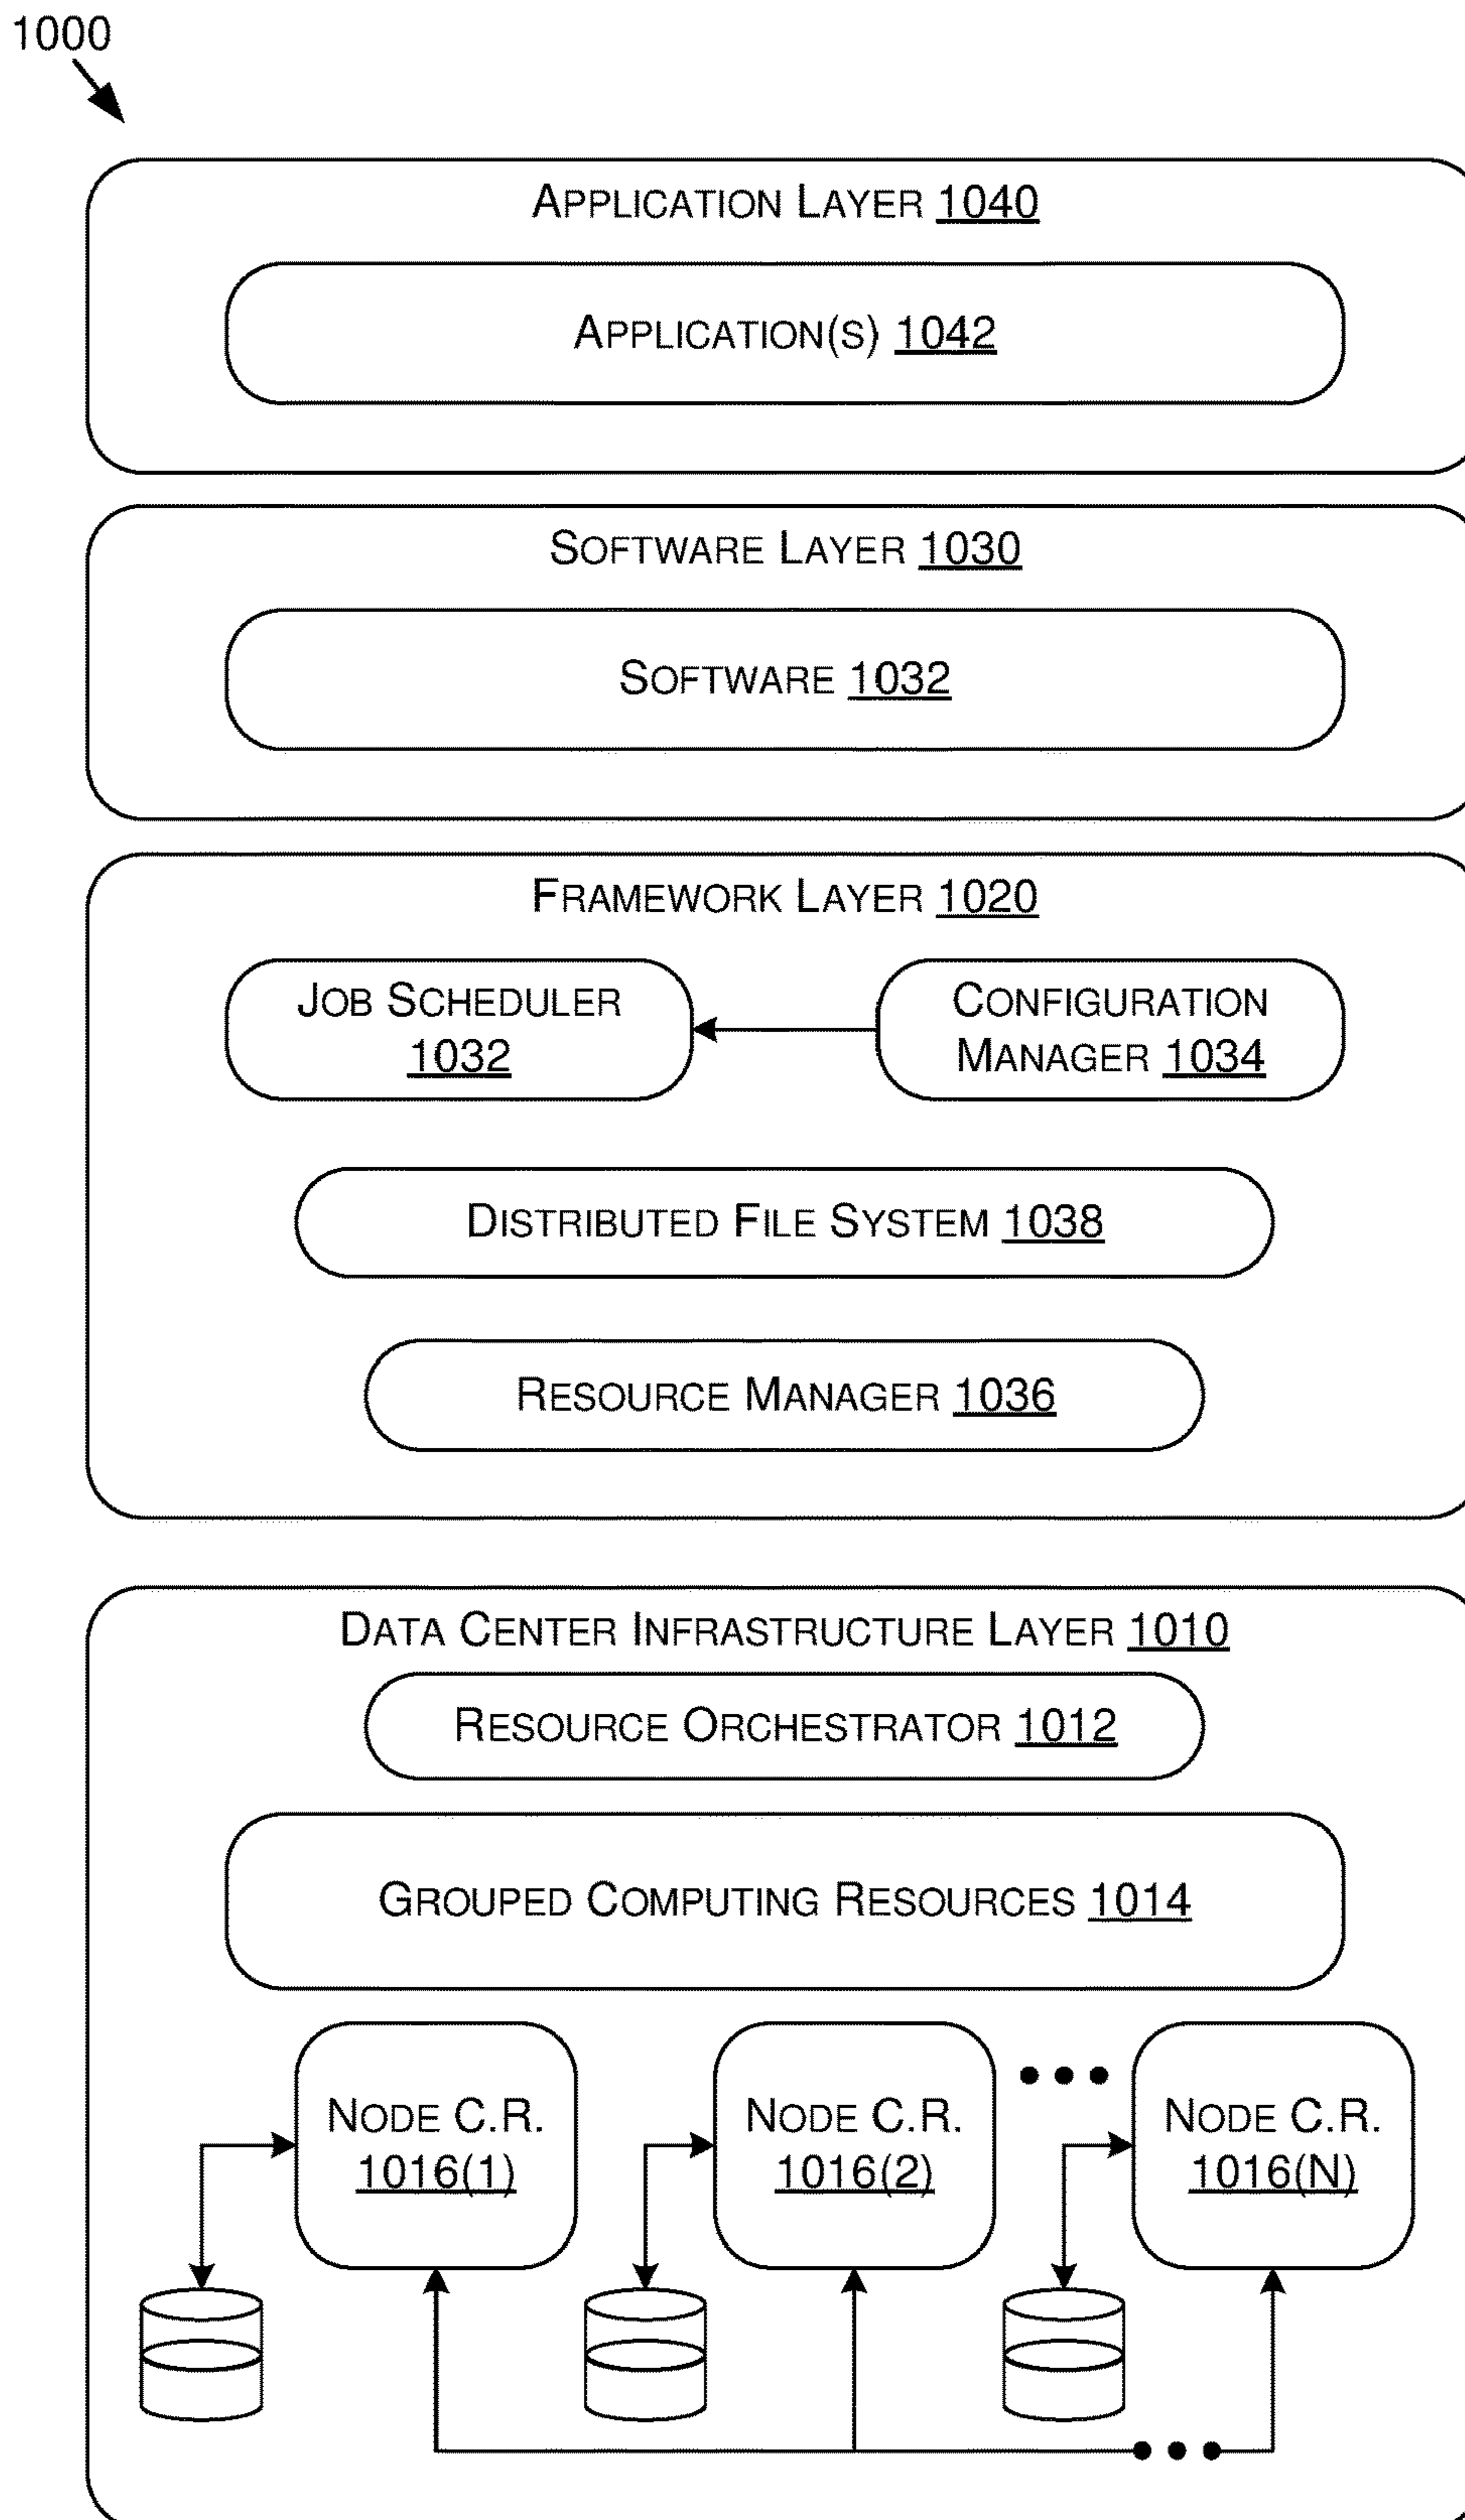 1000
APPLICATION LAYER 1040
APPLICATION(S) 1042
SOFTWARE LAYER 1030
SOFTWARE 1032
FRAMEWORK LAYER 1020
JOB SCHEDULER
1032
CONFIGURATION
MANAGER 1034
DISTRIBUTED FILE SYSTEM 1038
RESOURCE MANAGER 1036
DATA CENTER INFRASTRUCTURE LAYER 1010
RESOURCE ORCHESTRATOR 1012
GROUPED COMPUTING RESOURCES 1014
NODE C.R.
1016(1)
NODE C.R.
1016(2)
NODE C.R.
1016(N)